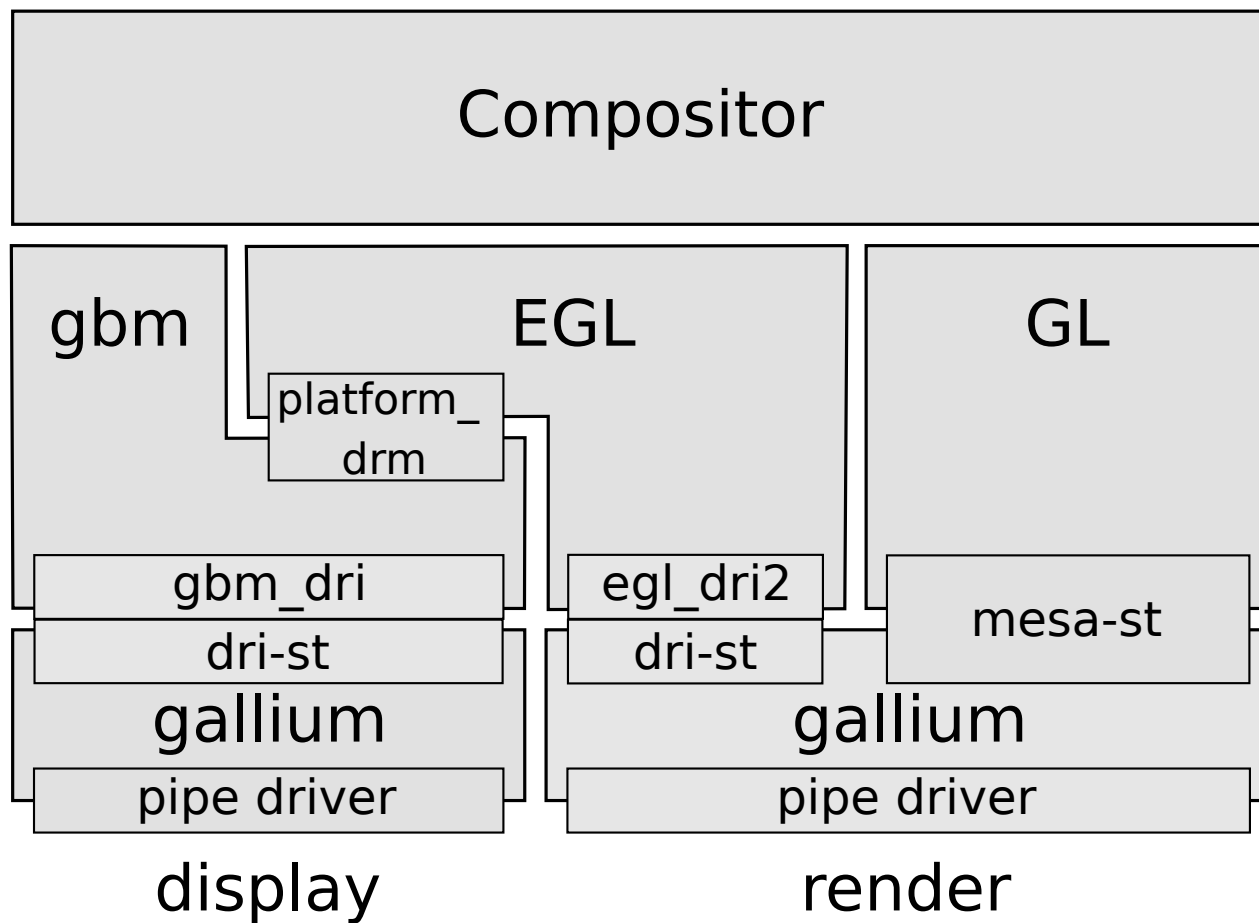 Compositor
gbm
EGL
GL
platform_
drm
gbm_dri
egl_dri2
mesa-st
dri-st
dri-st
gallium
gallium
pipe driver
pipe driver
display
render